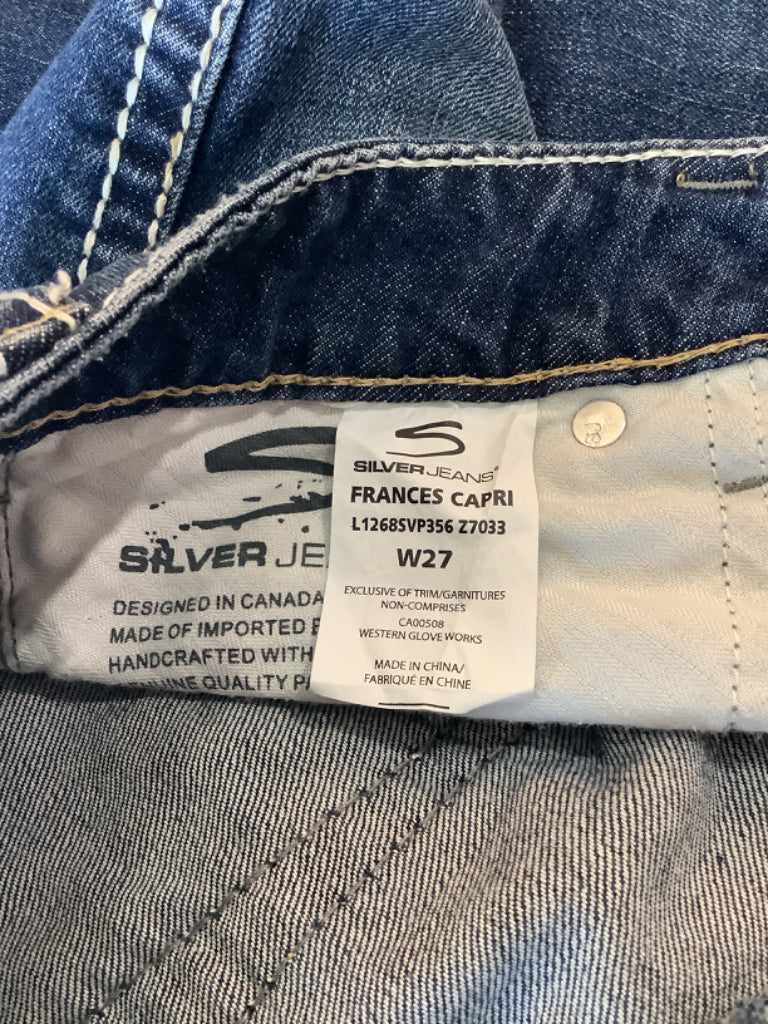 SILVER JE
DESIGNED IN CANADA
MADE OF IMPORTED
HANDCRAFTED WITH
QUALITY
SILVER JEANS®
FRANCES CAPRI
L1268SVP356 Z7033
W27
EXCLUSIVE OF TRIM/GARNITURES
NON-COMPRISES
CA00508
WESTERN GLOVE WORKS
MADE IN CHINA/
FABRIQUÉ EN CHINE